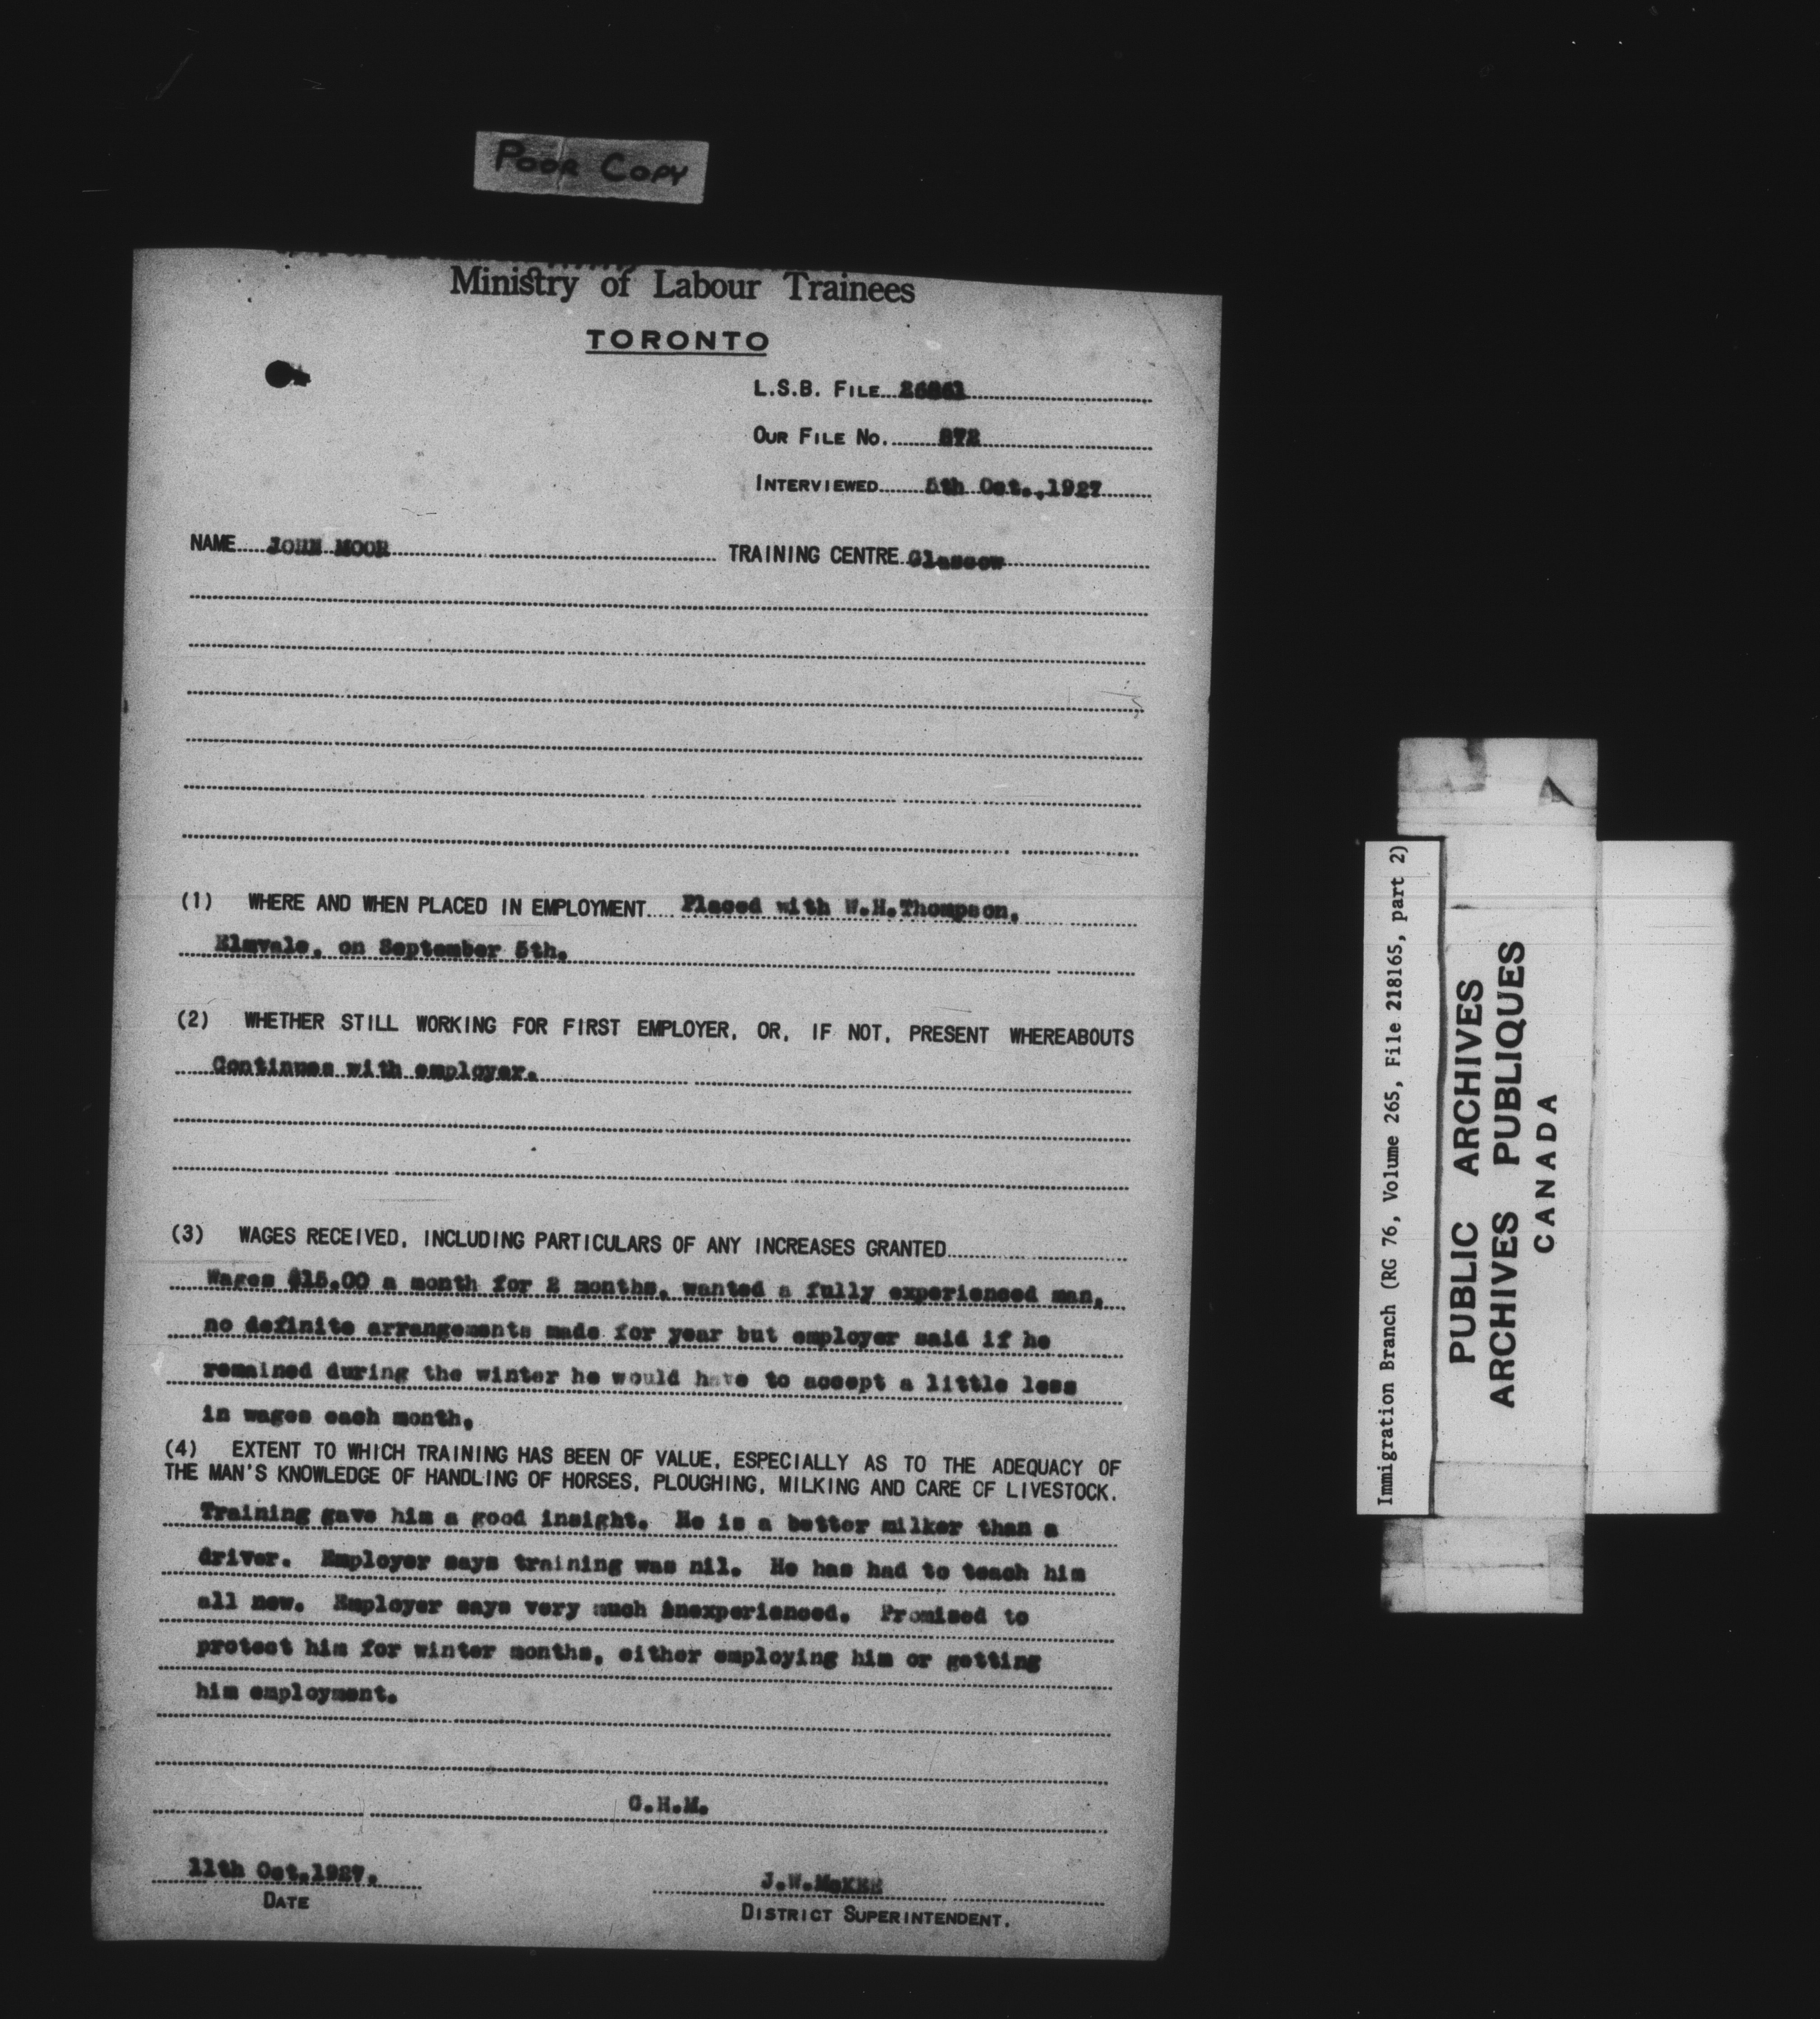 POOR COPY
Ministry of Labour Trainees
TORONTO
L.S.B. FILE
OUR FILE NO. 872
INTERVIEWED 5th Oct., 1927
NAME JOHN MOOR TRAINING CENTRE Glasgow
(1) WHERE AND WHEN PLACED IN EMPLOYMENT Placed with W.H.Thompson,
Elmvale, on September 5th.
(2) WHETHER STILL WORKING FOR FIRST EMPLOYER, OR, IF NOT, PRESENT WHEREABOUTS
Continues with employer.
(3) WAGES RECEIVED, INCLUDING PARTICULARS OF ANY INCREASES GRANTED
Wages $15.00 a month for 2 months, wanted a fully experienced man,
no definite arrangements made for year but employer said if he
remained during the winter he would have to accept a little less
in wages each month.
(4) EXTENT TO WHICH TRAINING HAS BEEN OF VALUE, ESPECIALLY AS TO THE ADEQUACY OF
THE MAN'S KNOWLEDGE OF HANDLING OF HORSES, PLOUGHING, MILKING AND CARE OF LIVESTOCK.
Training gave him a good insight. He is a better milker than a
driver. Employer says training was nil. He has had to teach him
all new. Employer says very much inexperienced. Promised to
protect him for winter months, either employing him or getting
him employment.
G.H.M.
11th Oct.1927.
DATE
J.W.McKEE
DISTRICT SUPERINTENDENT.
Immigration Branch (RG 76, Volume 265, File 218165, part 2)
PUBLIC ARCHIVES
ARCHIVES PUBLIQUES
CANADA